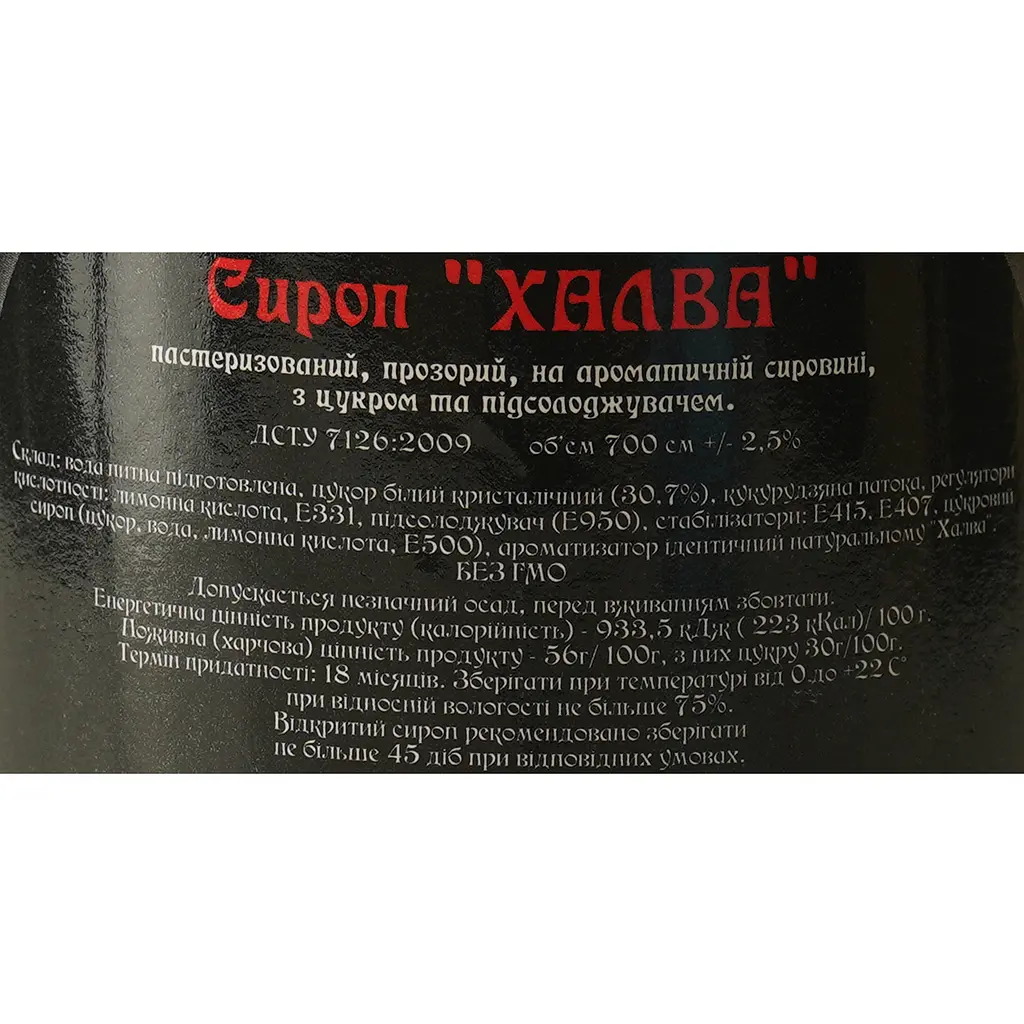 Сироп "ХАЛВА"
пастеризований, прозорий, на ароматичній сировині,
з цукром та підсолоджувачем.
ДСТУ 7126:2009 об'єм 700 см +/- 2,5%
Склад: вода питна підготовлена, цукор білий кристалічний (30,7%), кукурудзяна патока, регулятори
кислотності: лимонна кислота, Е331, підсолоджувач (Е950), стабілізатори: Е415, Е407, цукровий
сироп (цукор, вода, лимонна кислота, Е500), ароматизатор ідентичний натуральному "Халва".
БЕЗ ГМО
Допускається незначний осад, перед вживанням збовтати.
Енергетична цінність продукту (калорійність) - 933,5 кДж ( 223 кКал)/ 100 г.
Поживна (харчова) цінність продукту - 56г/ 100г, з них цукру 30г/100г.
Термін придатності: 18 місяців. Зберігати при температурі від 0 до +22 С°
при відносній вологості не більше 75%.
Відкритий сироп рекомендовано зберігати
не більше 45 діб при відповідних умовах.